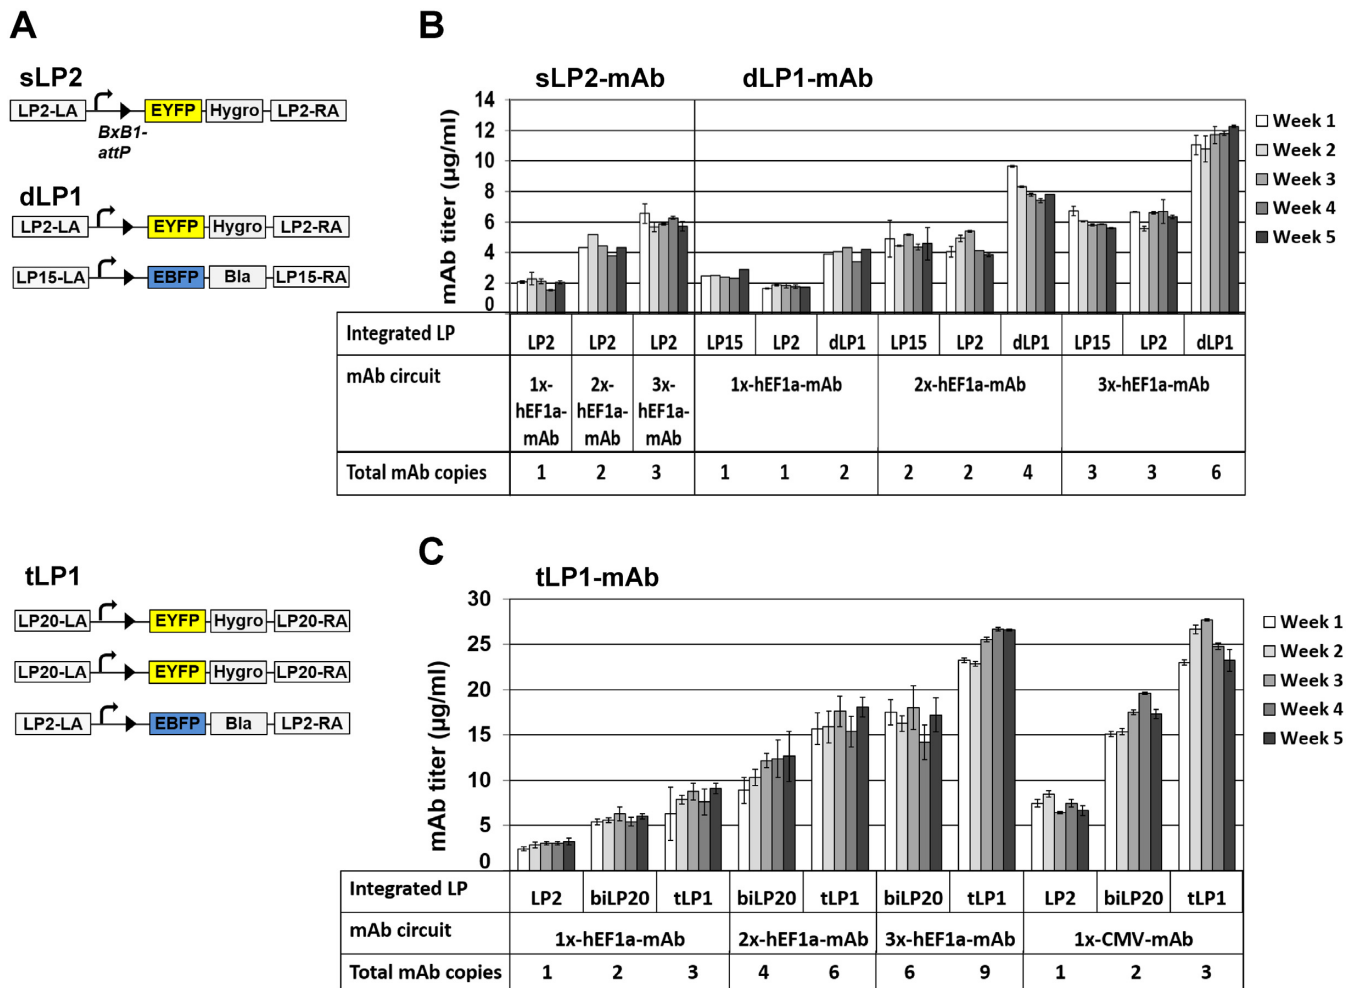 A
sLP2
LP2-LA EYFP Hygro LP2-RA
BxB1-
attP
dLP1
LP2-LA EYFP Hygro LP2-RA
LP15-LA EBFP Bla LP15-RA
B
sLP2-mAb dLP1-mAb
mAb titer (µg/ml)
14
12
10
8
6
4
2
0
Week 1
Week 2
Week 3
Week 4
Week 5
Integrated LP LP2 LP2 LP2 LP15 LP2 dLP1 LP15 LP2 dLP1 LP15 LP2 dLP1
mAb circuit 1x-hEF1a-mAb 2x-hEF1a-mAb 3x-hEF1a-mAb 1x-hEF1a-mAb 2x-hEF1a-mAb 3x-hEF1a-mAb
Total mAb copies 1 2 3 1 1 2 2 2 4 3 3 6
tLP1
LP20-LA EYFP Hygro LP20-RA
LP20-LA EYFP Hygro LP20-RA
LP2-LA EBFP Bla LP2-RA
C
tLP1-mAb
mAb titer (µg/ml)
30
25
20
15
10
5
0
Week 1
Week 2
Week 3
Week 4
Week 5
Integrated LP LP2 biLP20 tLP1 biLP20 tLP1 biLP20 tLP1 LP2 biLP20 tLP1
mAb circuit 1x-hEF1a-mAb 2x-hEF1a-mAb 3x-hEF1a-mAb 1x-CMV-mAb
Total mAb copies 1 2 3 4 6 6 9 1 2 3